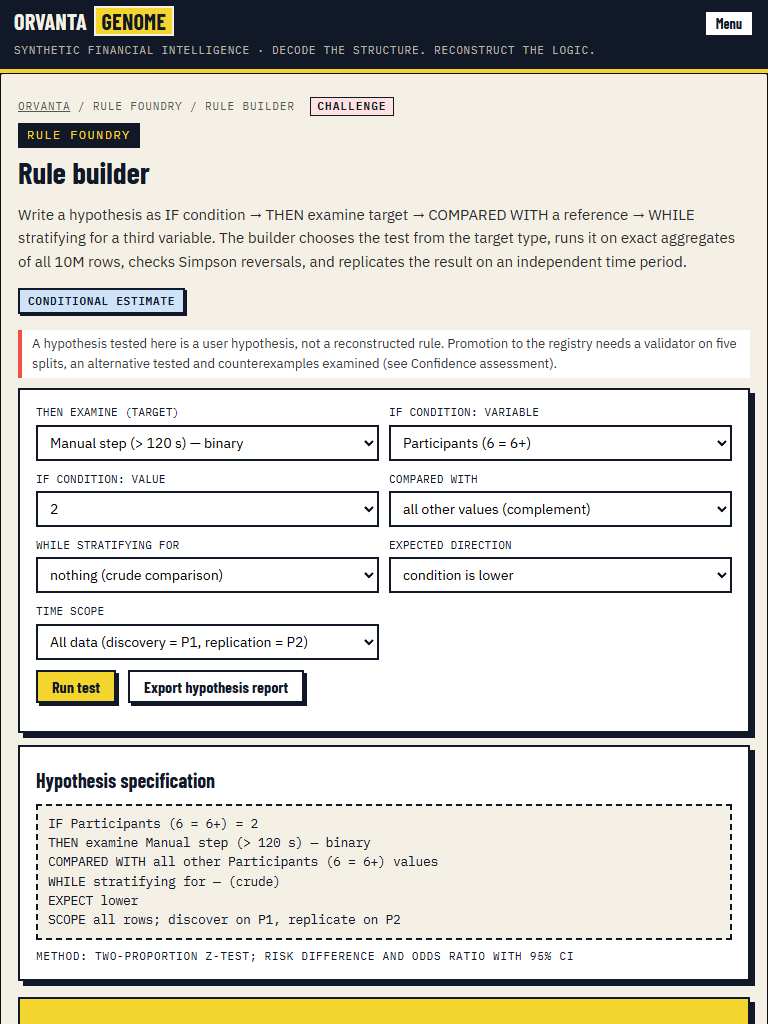 ORVANTA GENOME
Menu
SYNTHETIC FINANCIAL INTELLIGENCE · DECODE THE STRUCTURE. RECONSTRUCT THE LOGIC.
ORVANTA / RULE FOUNDRY / RULE BUILDER CHALLENGE
RULE FOUNDRY
Rule builder
Write a hypothesis as IF condition → THEN examine target → COMPARED WITH a reference → WHILE
stratifying for a third variable. The builder chooses the test from the target type, runs it on exact aggregates
of all 10M rows, checks Simpson reversals, and replicates the result on an independent time period.
CONDITIONAL ESTIMATE
A hypothesis tested here is a user hypothesis, not a reconstructed rule. Promotion to the registry needs a validator on five
splits, an alternative tested and counterexamples examined (see Confidence assessment).
THEN EXAMINE (TARGET)
Manual step (> 120 s) — binary
IF CONDITION: VARIABLE
Participants (6 = 6+)
IF CONDITION: VALUE
2
COMPARED WITH
all other values (complement)
WHILE STRATIFYING FOR
nothing (crude comparison)
EXPECTED DIRECTION
condition is lower
TIME SCOPE
All data (discovery = P1, replication = P2)
Run test
Export hypothesis report
Hypothesis specification
IF Participants (6 = 6+) = 2
THEN examine Manual step (> 120 s) — binary
COMPARED WITH all other Participants (6 = 6+) values
WHILE stratifying for — (crude)
EXPECT lower
SCOPE all rows; discover on P1, replicate on P2
METHOD: TWO-PROPORTION Z-TEST; RISK DIFFERENCE AND ODDS RATIO WITH 95% CI